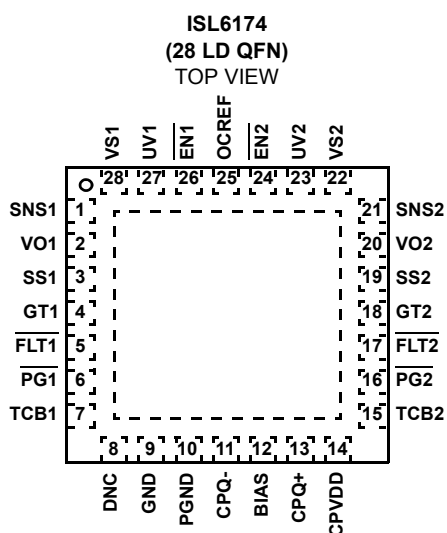 ISL6174
(28 LD QFN)
TOP VIEW
VS1 UV1 EN1 OCREF EN2 UV2 VS2
28 27 26 25 24 23 22
SNS1 1 21 SNS2
VO1 2 20 VO2
SS1 3 19 SS2
GT1 4 18 GT2
FLT1 5 17 FLT2
PG1 6 16 PG2
TCB1 7 15 TCB2
8 9 10 11 12 13 14
DNC GND PGND CPQ- BIAS CPQ+ CPVDD